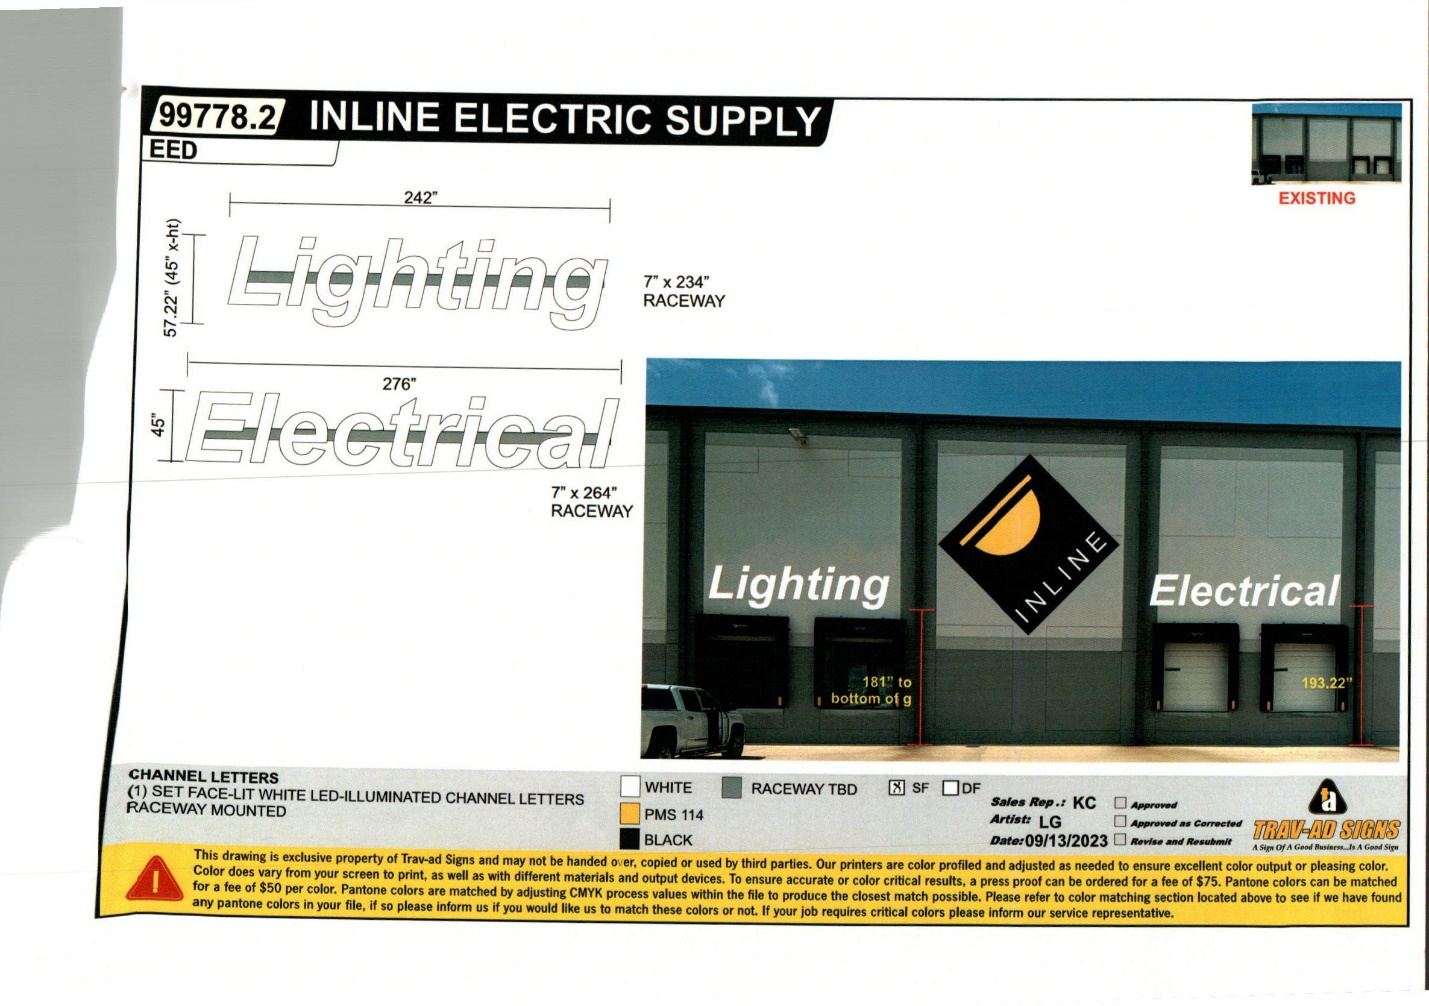 99778.2 INLINE ELECTRIC SUPPLY
EED
EXISTING
242”
57.22” (45” x-ht)
Lighting
7” x 234”
RACEWAY
276”
45”
Electrical
7” x 264”
RACEWAY
INLINE
Lighting
Electrical
181” to
bottom of g
193.22”
CHANNEL LETTERS
(1) SET FACE-LIT WHITE LED-ILLUMINATED CHANNEL LETTERS
RACEWAY MOUNTED
WHITE
RACEWAY TBD
SF
DF
PMS 114
BLACK
Sales Rep.: KC
Artist: LG
Date:09/13/2023
Approved
Approved as Corrected
Revise and Resubmit
ta
TRAV-AD SIGNS
A Sign Of A Good Business...Is A Good Sign
This drawing is exclusive property of Trav-ad Signs and may not be handed over, copied or used by third parties. Our printers are color profiled and adjusted as needed to ensure excellent color output or pleasing color.
Color does vary from your screen to print, as well as with different materials and output devices. To ensure accurate or color critical results, a press proof can be ordered for a fee of $75. Pantone colors can be matched
for a fee of $50 per color. Pantone colors are matched by adjusting CMYK process values within the file to produce the closest match possible. Please refer to color matching section located above to see if we have found
any pantone colors in your file, if so please inform us if you would like us to match these colors or not. If your job requires critical colors please inform our service representative.